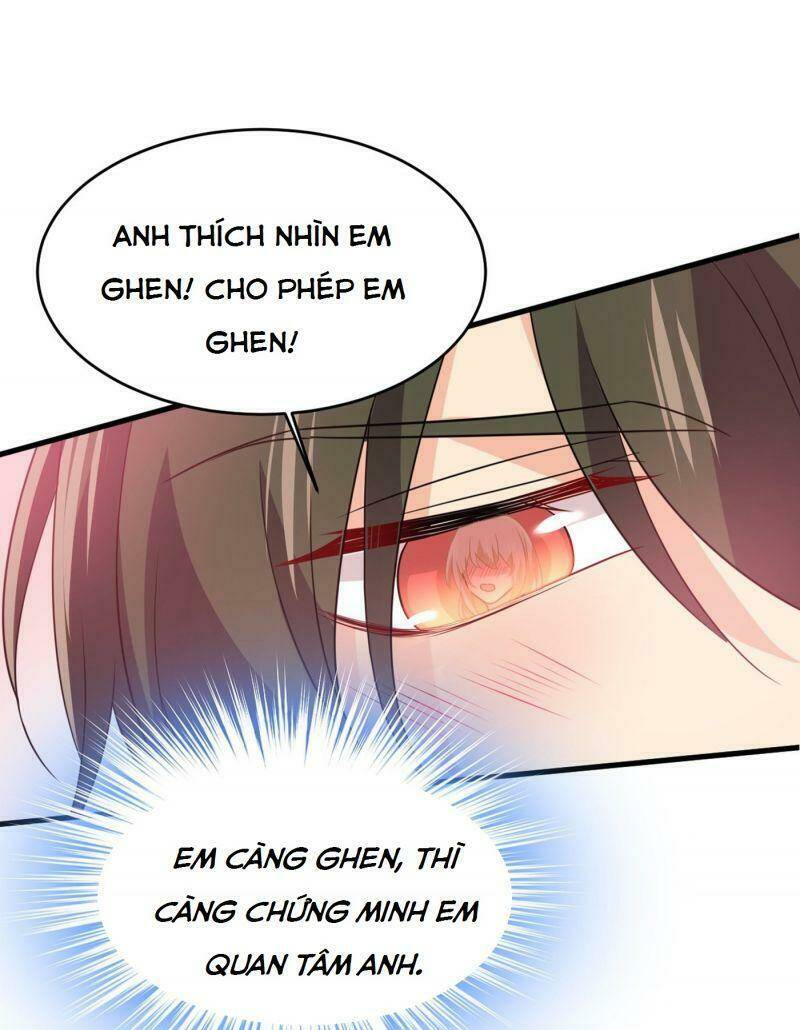 ANH THÍCH NHÌN EM
GHEN! CHO PHÉP EM
GHEN!
EM CÀNG GHEN, THÌ
CÀNG CHỨNG MINH EM
QUAN TÂM ANH.